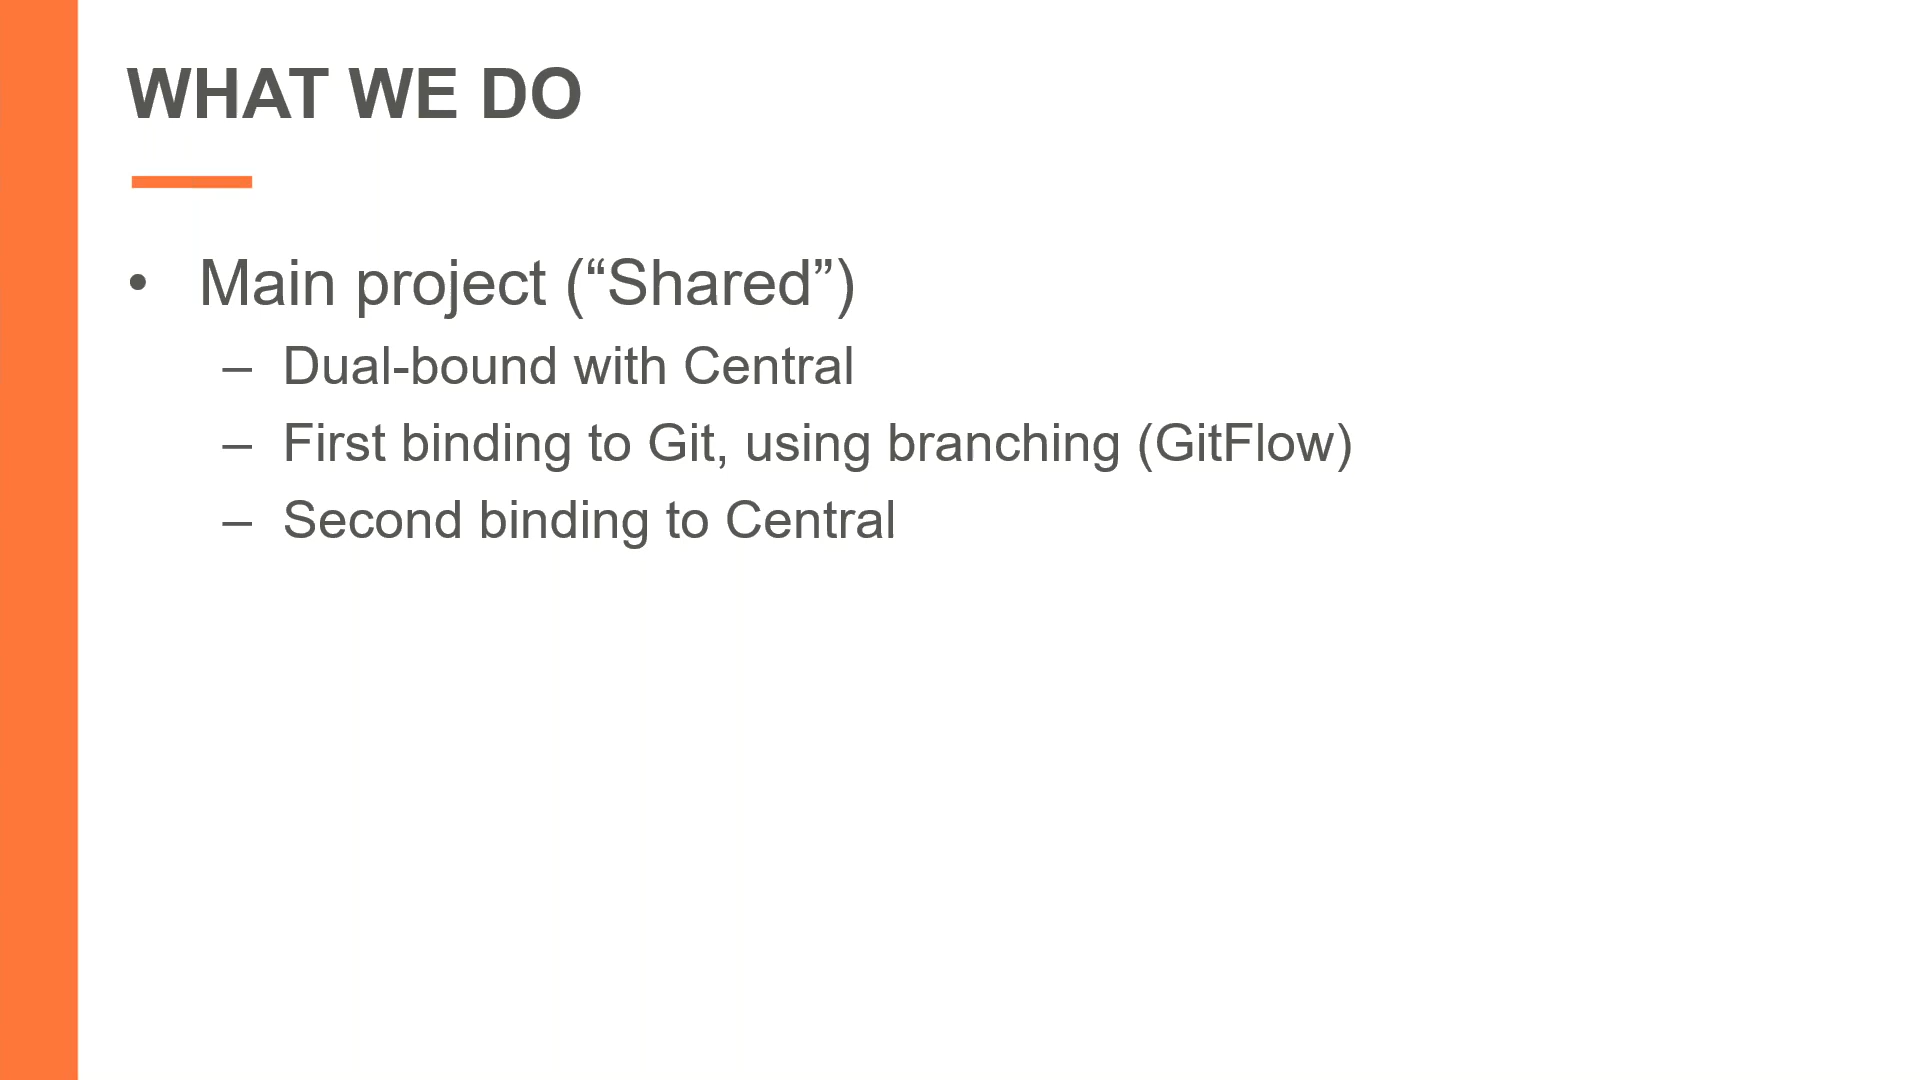 WHAT WE DO
• Main project (“Shared”)
– Dual-bound with Central
– First binding to Git, using branching (GitFlow)
– Second binding to Central